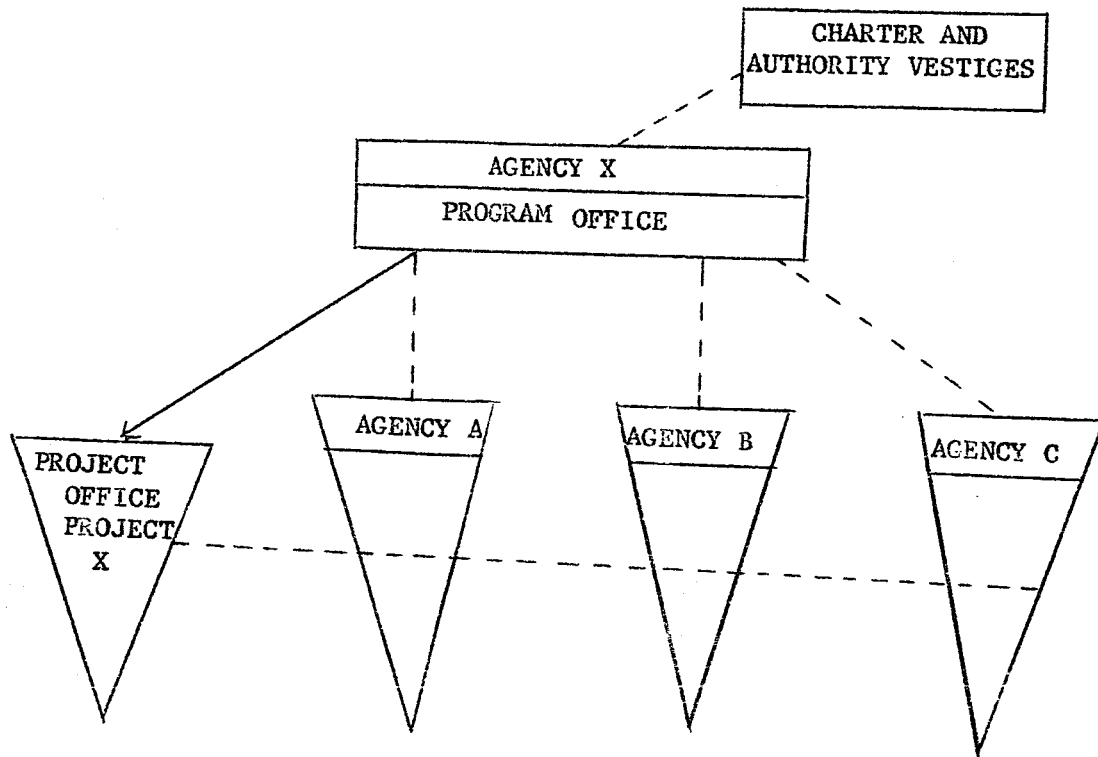 CHARTER AND
AUTHORITY VESTIGES
AGENCY X
PROGRAM OFFICE
PROJECT
OFFICE
PROJECT
X
AGENCY A
AGENCY B
AGENCY C